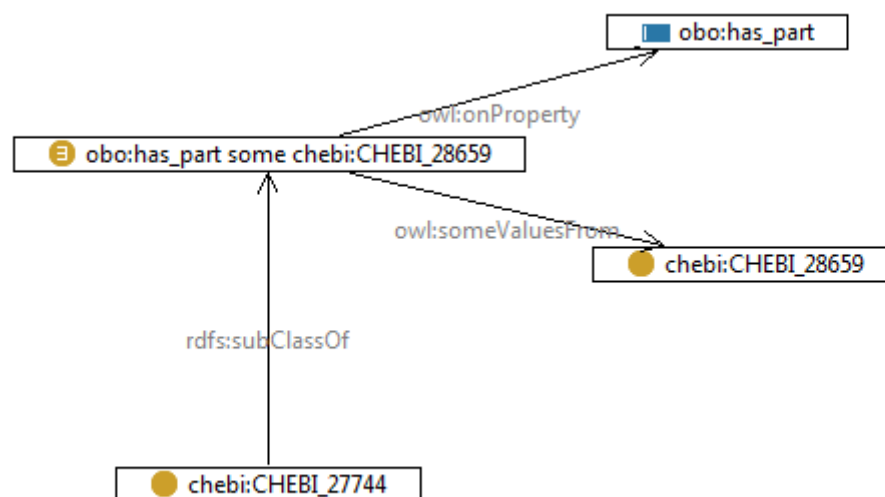 obo:has_part
owl:onProperty
obo:has_part some chebi:CHEBI_28659
owl:someValuesFrom
chebi:CHEBI_28659
rdfs:subClassOf
chebi:CHEBI_27744